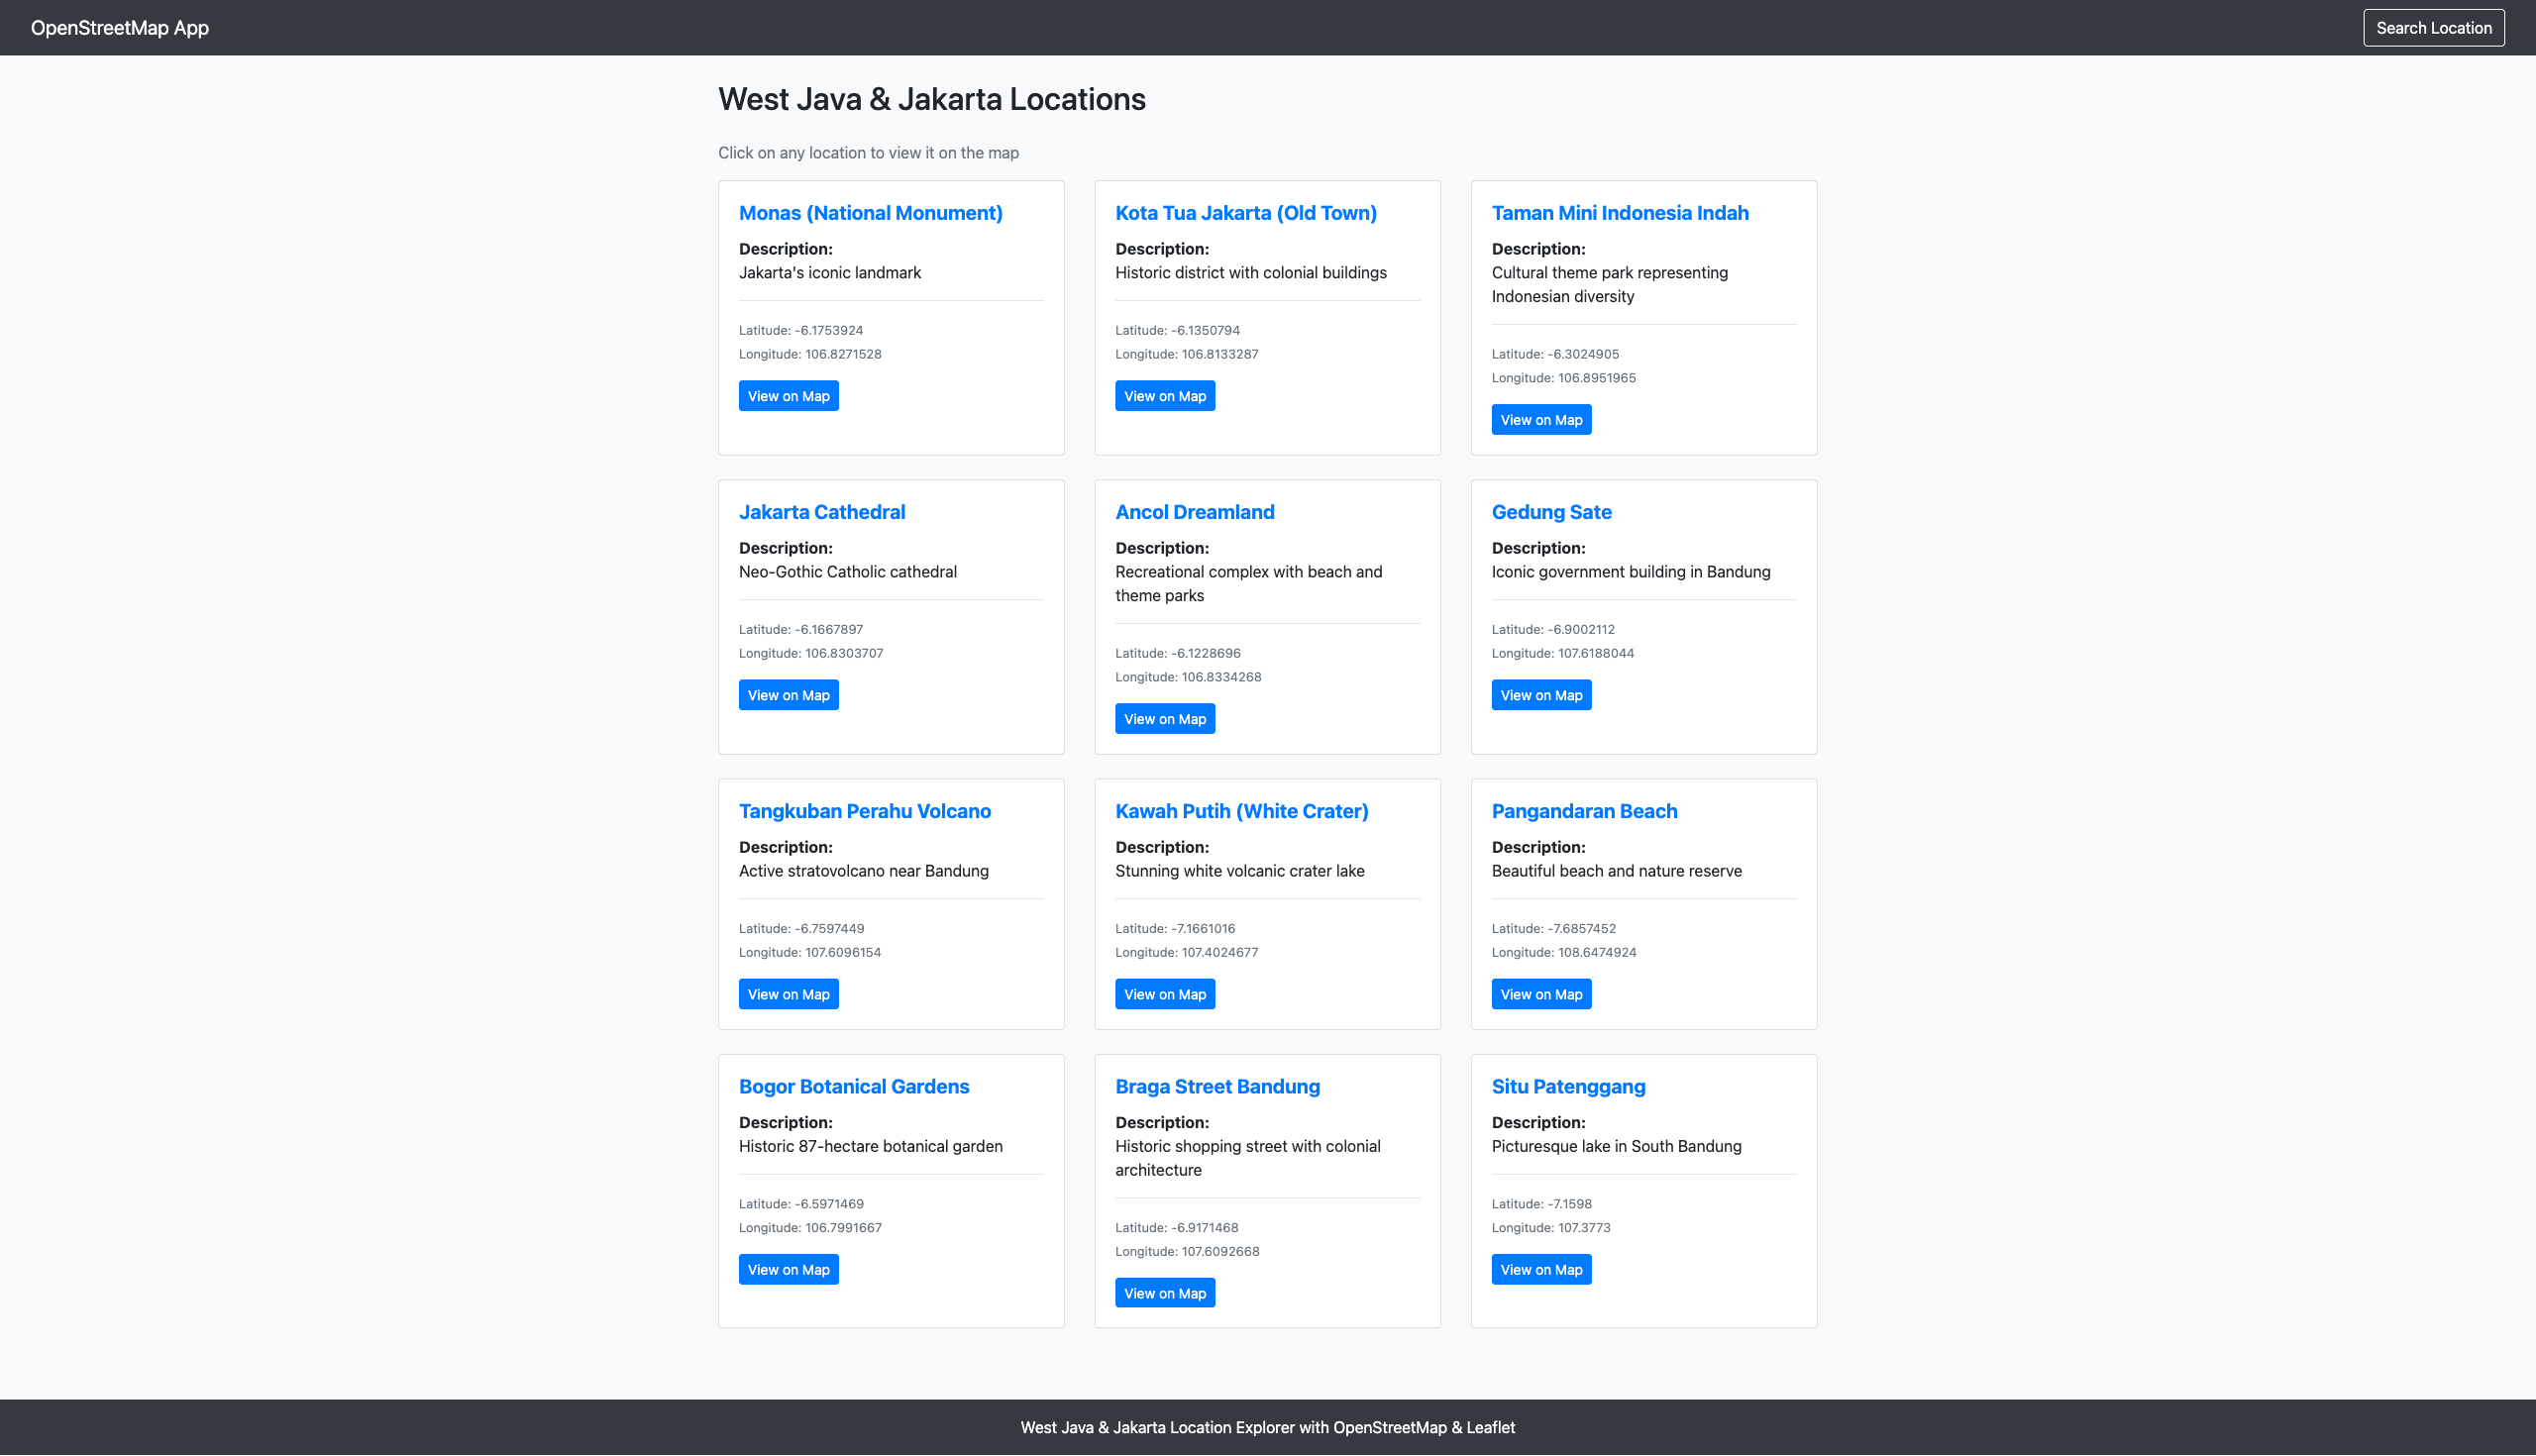 OpenStreetMap App
Search Location
West Java & Jakarta Locations
Click on any location to view it on the map
Monas (National Monument)
Description:
Jakarta's iconic landmark
Latitude: -6.1753924
Longitude: 106.8271528
View on Map
Kota Tua Jakarta (Old Town)
Description:
Historic district with colonial buildings
Latitude: -6.1350794
Longitude: 106.8133287
View on Map
Taman Mini Indonesia Indah
Description:
Cultural theme park representing
Indonesian diversity
Latitude: -6.3024905
Longitude: 106.8951965
View on Map
Jakarta Cathedral
Description:
Neo-Gothic Catholic cathedral
Latitude: -6.1667897
Longitude: 106.8303707
View on Map
Ancol Dreamland
Description:
Recreational complex with beach and
theme parks
Latitude: -6.1228696
Longitude: 106.8334268
View on Map
Gedung Sate
Description:
Iconic government building in Bandung
Latitude: -6.9002112
Longitude: 107.6188044
View on Map
Tangkuban Perahu Volcano
Description:
Active stratovolcano near Bandung
Latitude: -6.7597449
Longitude: 107.6096154
View on Map
Kawah Putih (White Crater)
Description:
Stunning white volcanic crater lake
Latitude: -7.1661016
Longitude: 107.4024677
View on Map
Pangandaran Beach
Description:
Beautiful beach and nature reserve
Latitude: -7.6857452
Longitude: 108.6474924
View on Map
Bogor Botanical Gardens
Description:
Historic 87-hectare botanical garden
Latitude: -6.5971469
Longitude: 106.7991667
View on Map
Braga Street Bandung
Description:
Historic shopping street with colonial
architecture
Latitude: -6.9171468
Longitude: 107.6092668
View on Map
Situ Patenggang
Description:
Picturesque lake in South Bandung
Latitude: -7.1598
Longitude: 107.3773
View on Map
West Java & Jakarta Location Explorer with OpenStreetMap & Leaflet